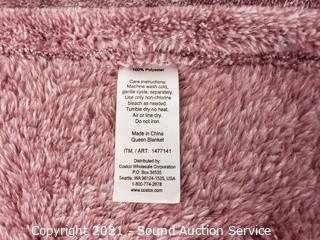 100% Polyester
Care Instructions:
Machine wash cold,
gentle cycle, separately.
Use only non-chlorine
bleach as needed.
Tumble dry no heat.
Air or line dry.
Do not iron.
Made in China
Queen Blanket
ITM. / ART. 1477141
Distributed by:
Costco Wholesale Corporation
P.O. Box 34535
Seattle, WA 98124-1535, USA
1-800-774-2678
www.costco.com
Copyright 2021 - Sound Auction Service